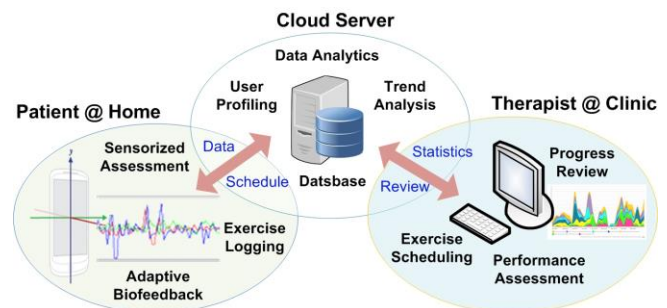 Cloud Server
Data Analytics
User
Profiling
Trend
Analysis
Datsbase
Patient @ Home
Sensorized
Assessment
Data
Schedule
Exercise
Logging
Adaptive
Biofeedback
Therapist @ Clinic
Statistics
Review
Progress
Review
Exercise
Scheduling
Performance
Assessment